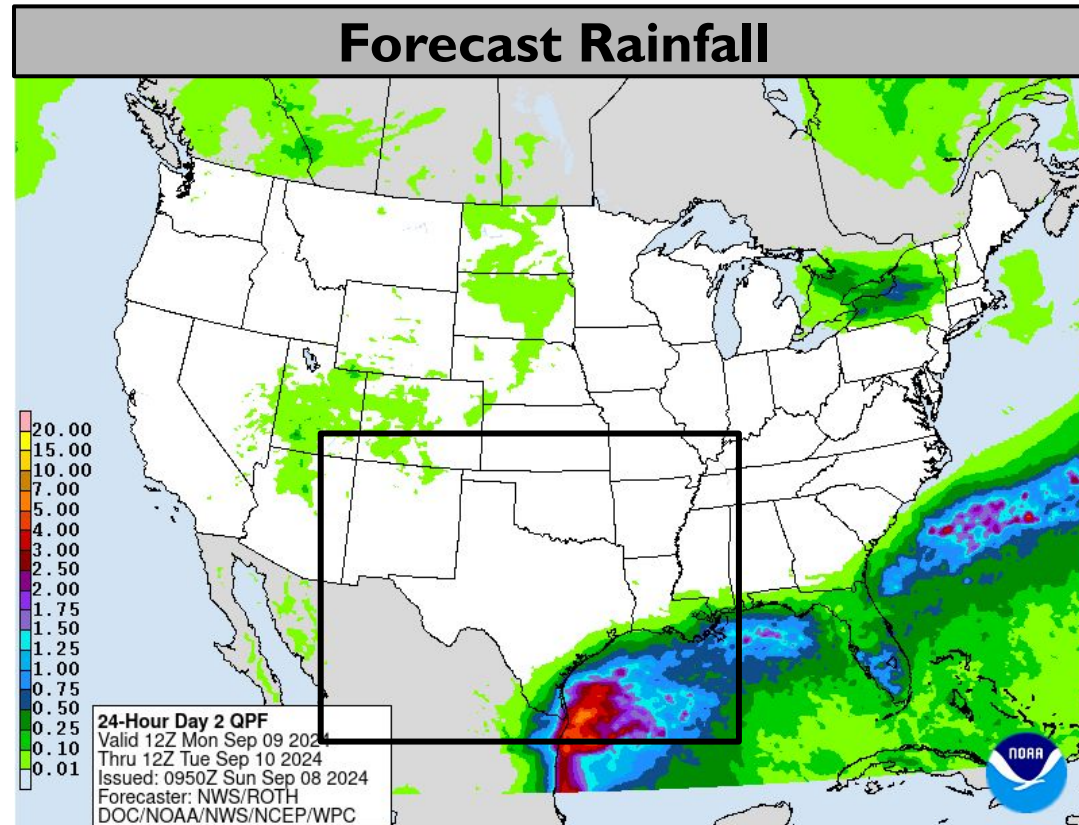 Forecast Rainfall
20.00
15.00
10.00
7.00
5.00
4.00
3.00
2.50
2.00
1.75
1.50
1.25
1.00
0.75
0.50
0.25
0.10
0.01
24-Hour Day 2 QPF
Valid 12Z Mon Sep 09 2024
Thru 12Z Tue Sep 10 2024
Issued: 0950Z Sun Sep 08 2024
Forecaster: NWS/ROTH
DOC/NOAA/NWS/NCEP/WPC
NOAA